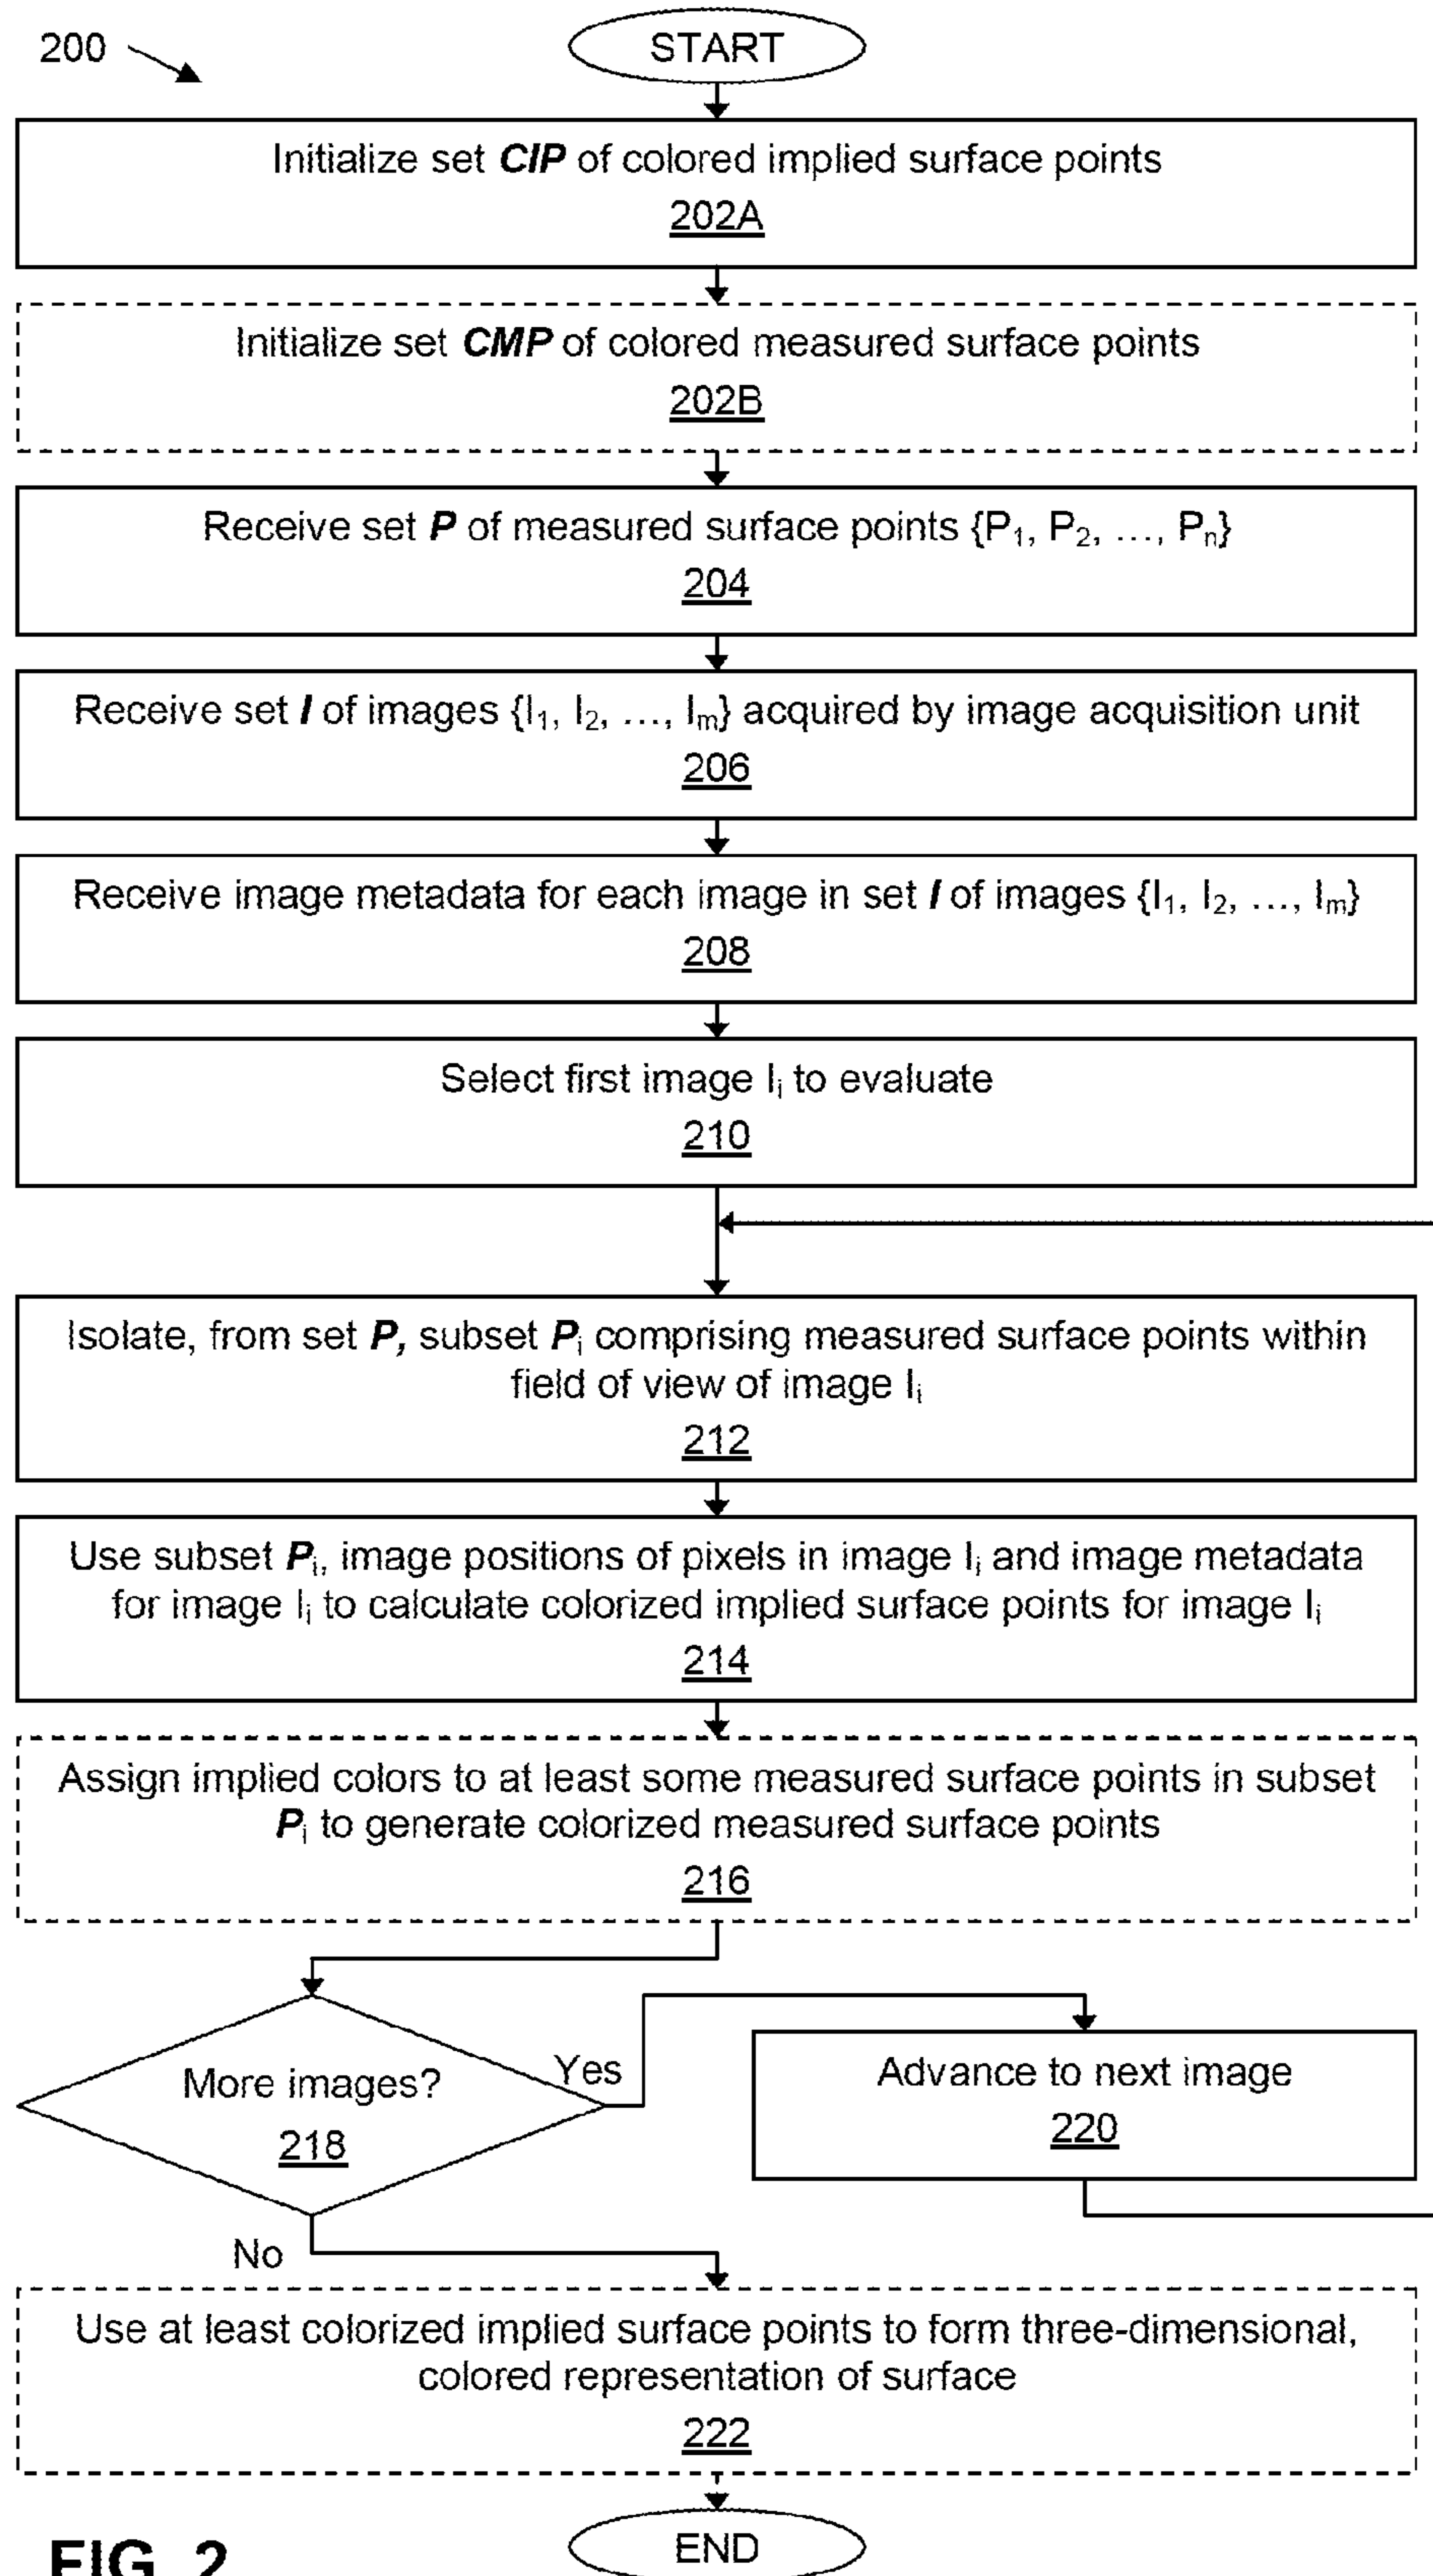 200
START
Initialize set CIP of colored implied surface points
202A
Initialize set CMP of colored measured surface points
202B
Receive set P of measured surface points {P₁, P₂, …, Pₙ}
204
Receive set I of images {I₁, I₂, …, Iₘ} acquired by image acquisition unit
206
Receive image metadata for each image in set I of images {I₁, I₂, …, Iₘ}
208
Select first image Iᵢ to evaluate
210
Isolate, from set P, subset Pᵢ comprising measured surface points within
field of view of image Iᵢ
212
Use subset Pᵢ, image positions of pixels in image Iᵢ and image metadata
for image Iᵢ to calculate colorized implied surface points for image Iᵢ
214
Assign implied colors to at least some measured surface points in subset
Pᵢ to generate colorized measured surface points
216
More images?
218
Yes
Advance to next image
220
No
Use at least colorized implied surface points to form three-dimensional,
colored representation of surface
222
END
FIG. 2